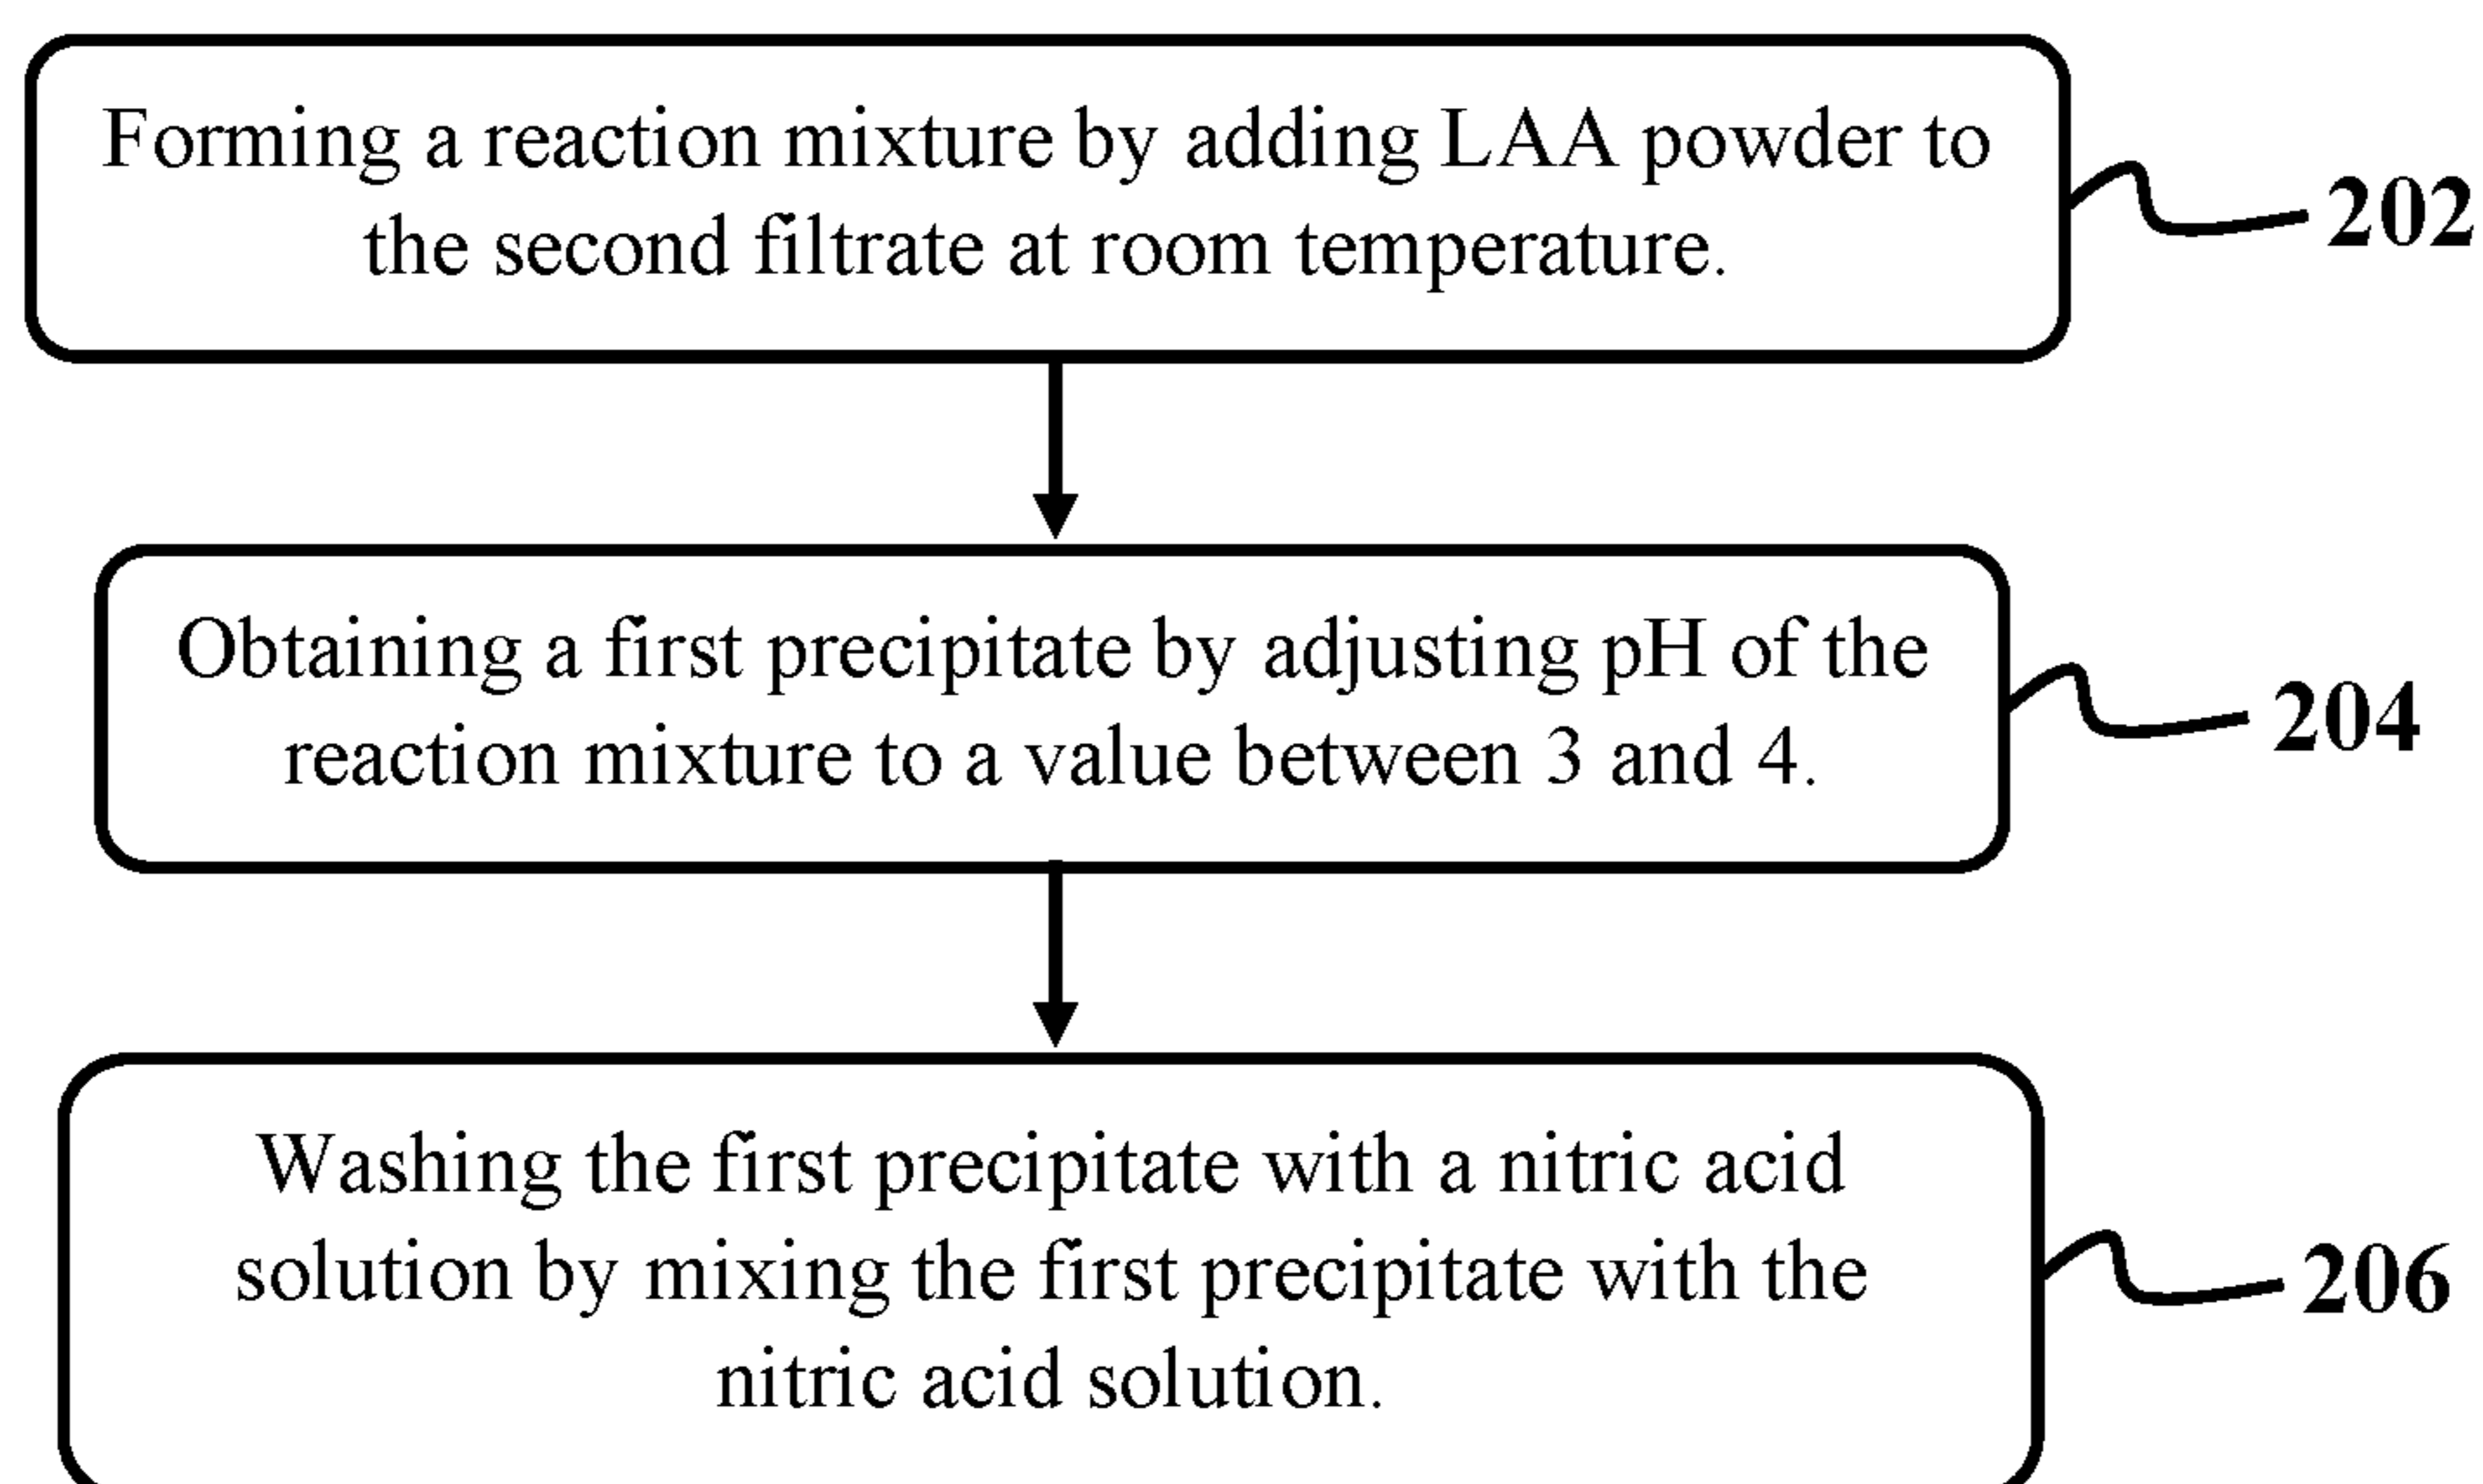 Forming a reaction mixture by adding LAA powder to
the second filtrate at room temperature.
202
Obtaining a first precipitate by adjusting pH of the
reaction mixture to a value between 3 and 4.
204
Washing the first precipitate with a nitric acid
solution by mixing the first precipitate with the
nitric acid solution.
206